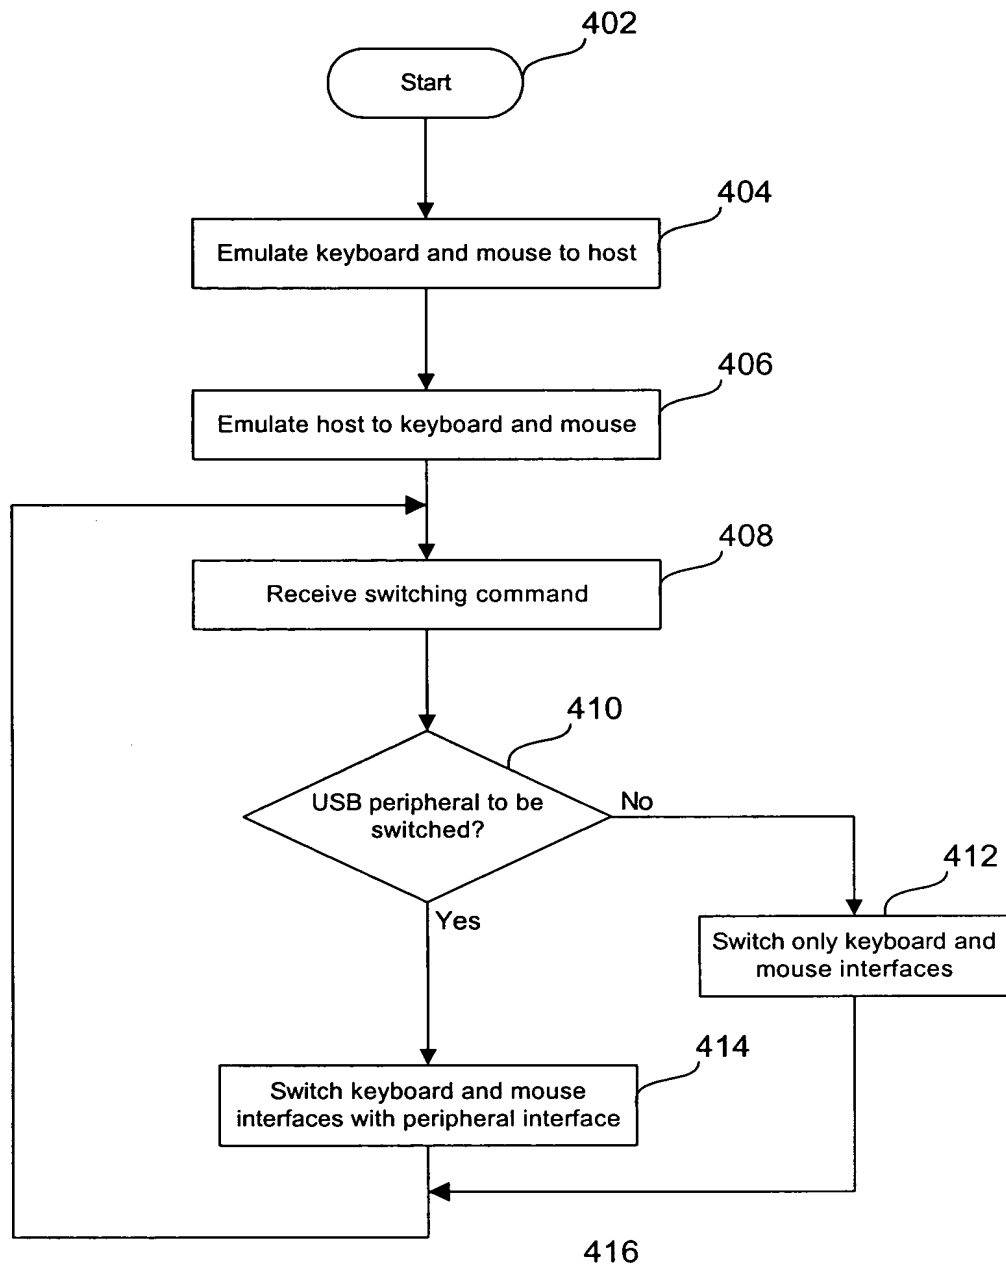 402
Start
404
Emulate keyboard and mouse to host
406
Emulate host to keyboard and mouse
408
Receive switching command
410
USB peripheral to be
switched?
No
412
Yes
Switch only keyboard and
mouse interfaces
414
Switch keyboard and mouse
interfaces with peripheral interface
416